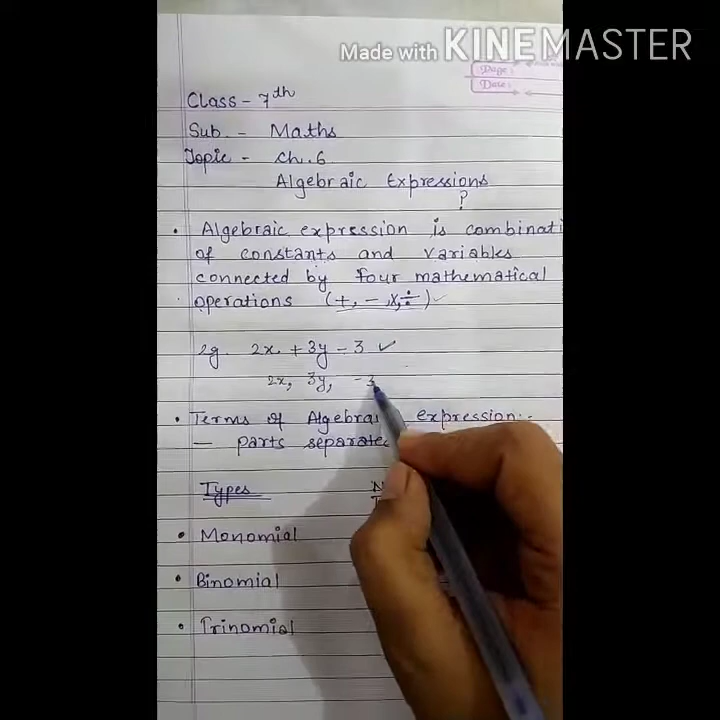 Made with KINEMASTER
Page:
Date:
Class - 7th
Sub. - Maths
Topic - Ch. 6
Algebraic Expressions
?
• Algebraic expression is combinati
of constants and variables
connected by four mathematical
operations (+, -, x, ÷) ✓
eg. 2x + 3y - 3 ✓
2x, 3y, -3
• Terms of Algebra expression:-
— parts separated
Types
• Monomial
• Binomial
• Trinomial